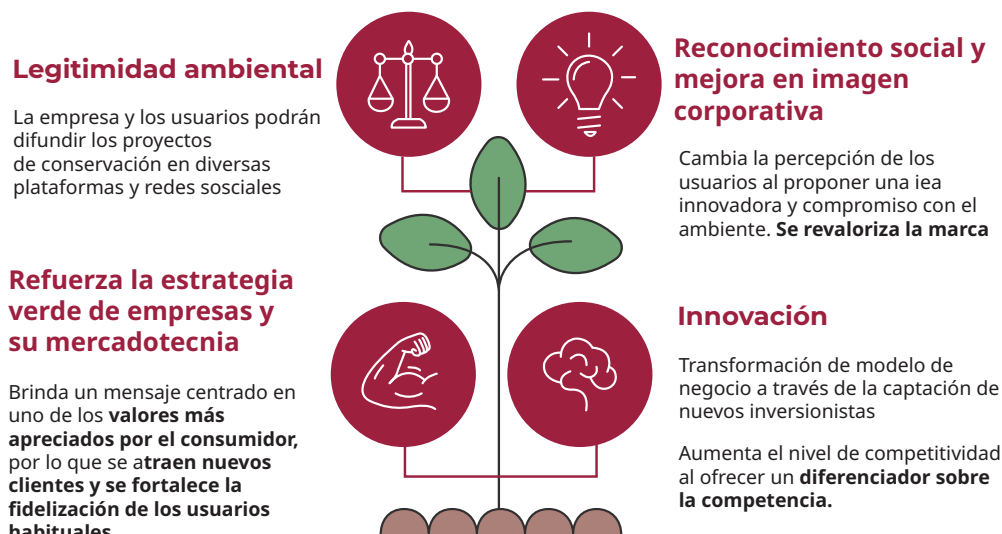 Legitimidad ambiental
La empresa y los usuarios podrán
difundir los proyectos
de conservación en diversas
plataformas y redes sosciales
Reconocimiento social y
mejora en imagen
corporativa
Cambia la percepción de los
usuarios al proponer una iea
innovadora y compromiso con el
ambiente. Se revaloriza la marca
Refuerza la estrategia
verde de empresas y
su mercadotecnia
Brinda un mensaje centrado en
uno de los valores más
apreciados por el consumidor,
por lo que se atraen nuevos
clientes y se fortalece la
fidelización de los usuarios
habituales
Innovación
Transformación de modelo de
negocio a través de la captación de
nuevos inversionistas
Aumenta el nivel de competitividad
al ofrecer un diferenciador sobre
la competencia.